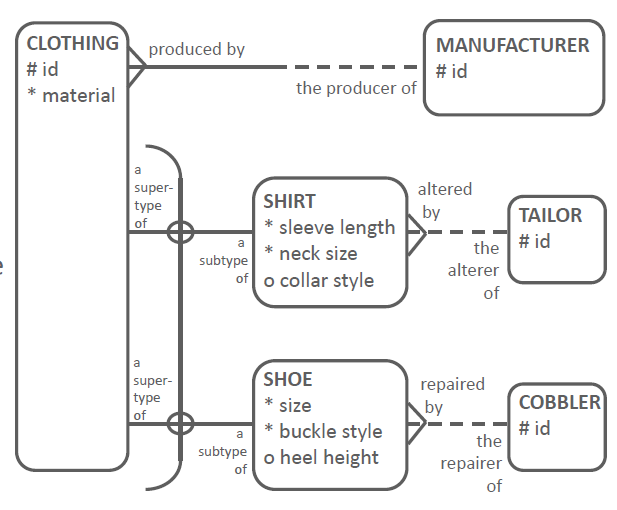 CLOTHING
# id
* material
produced by
the producer of
MANUFACTURER
# id
a
super-
type
of
a
subtype
of
SHIRT
* sleeve length
* neck size
o collar style
altered
by
the
alterer
of
TAILOR
# id
e
a
super-
type
of
a
subtype
of
SHOE
* size
* buckle style
o heel height
repaired
by
the
repairer
of
COBBLER
# id